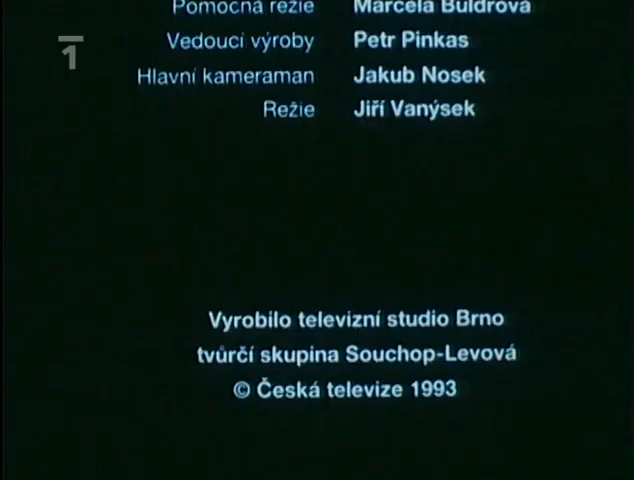 Pomocná režie Marcela Buldrová
1
Vedoucí výroby Petr Pinkas
Hlavní kameraman Jakub Nosek
Režie Jiří Vanýsek
Vyrobilo televizní studio Brno
tvůrčí skupina Souchop-Levová
© Česká televize 1993